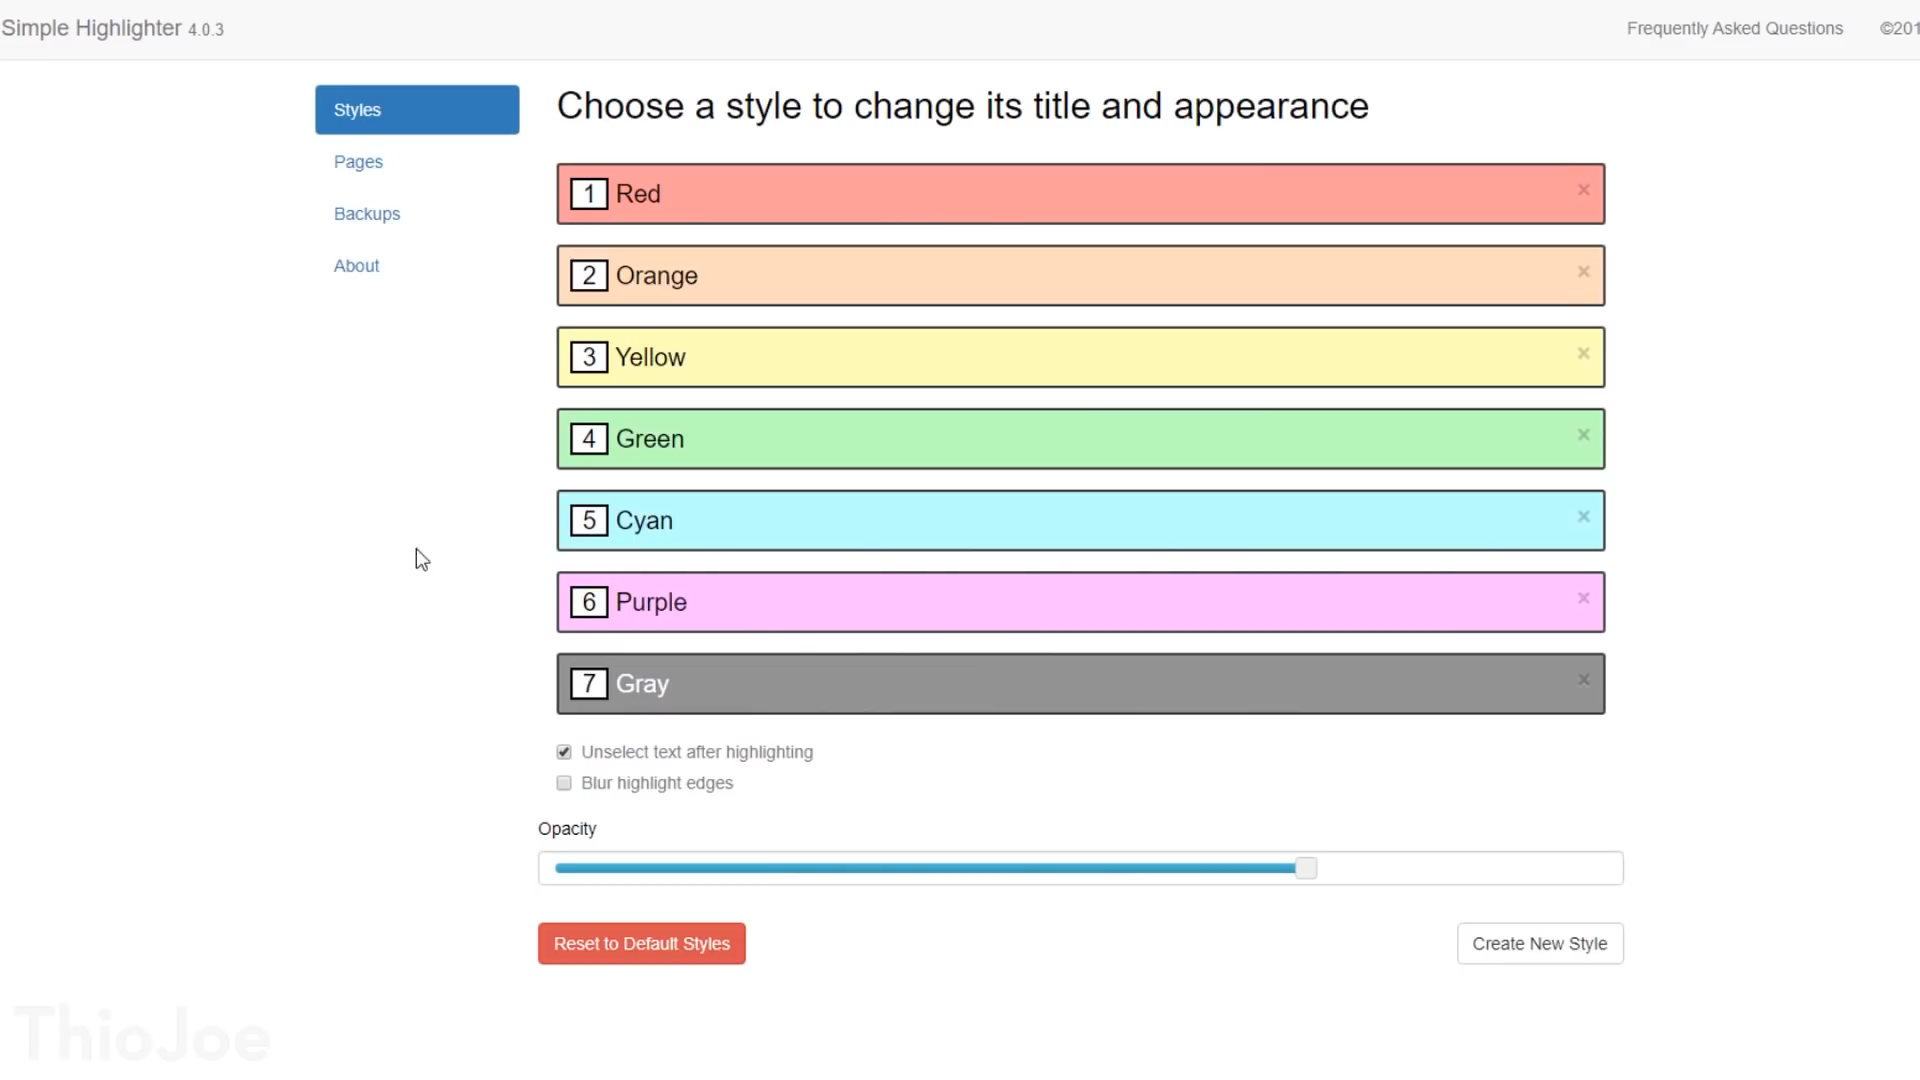 Simple Highlighter 4.0.3
Frequently Asked Questions
©201
Styles
Pages
Backups
About
Choose a style to change its title and appearance
1 Red ×
2 Orange ×
3 Yellow ×
4 Green ×
5 Cyan ×
6 Purple ×
7 Gray ×
Unselect text after highlighting
Blur highlight edges
Opacity
Reset to Default Styles
Create New Style
ThioJoe